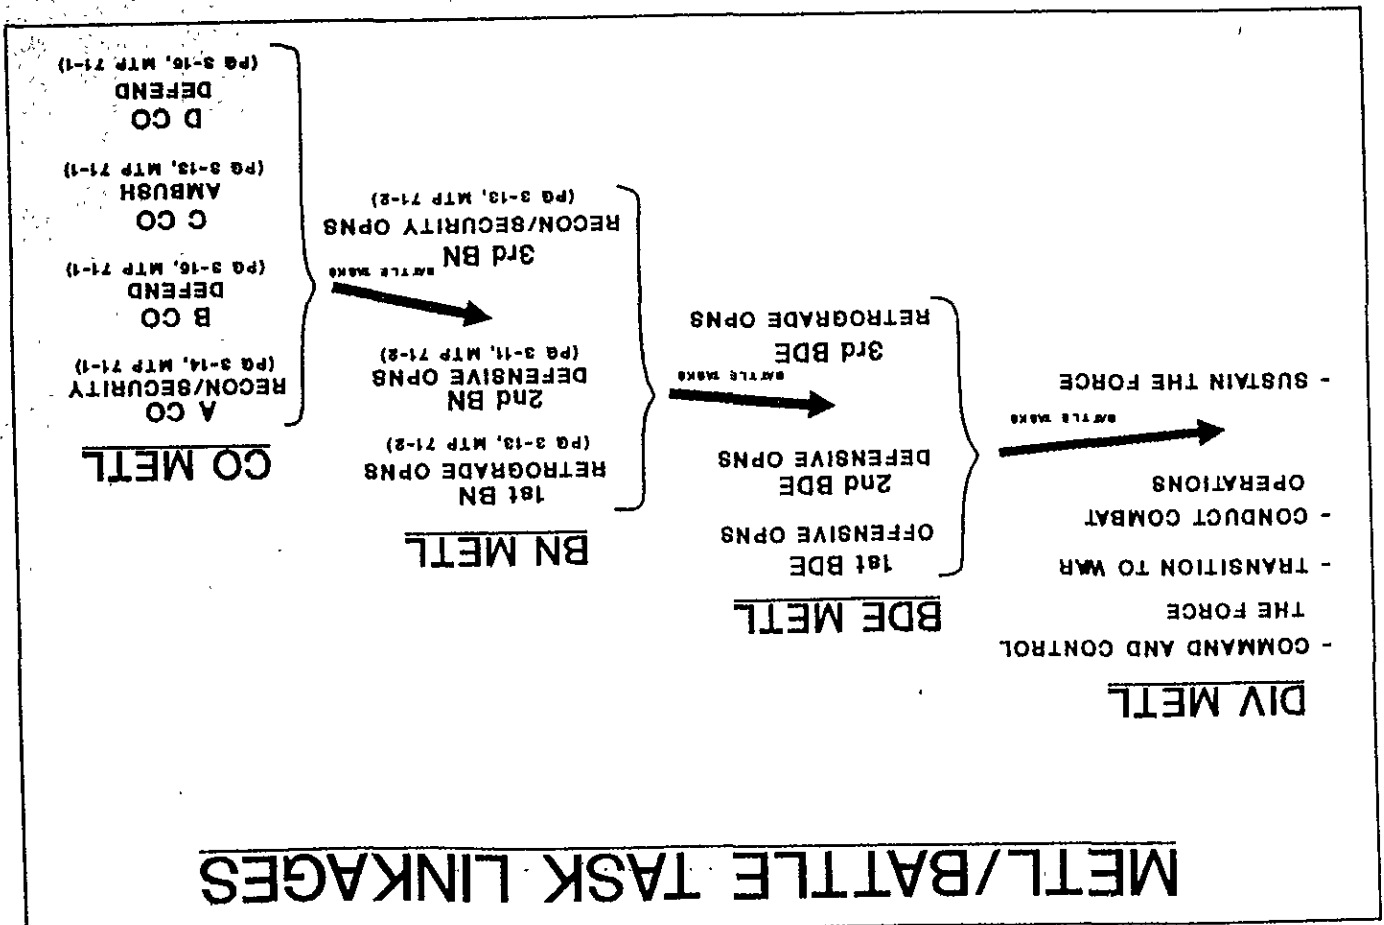 METL/BATTLE TASK LINKAGES
DIV METL
- COMMAND AND CONTROL
THE FORCE
- TRANSITION TO WAR
- CONDUCT COMBAT
OPERATIONS
- SUSTAIN THE FORCE
BATTLE TASKS
BDE METL
1st BDE
OFFENSIVE OPNS
2nd BDE
DEFENSIVE OPNS
3rd BDE
RETROGRADE OPNS
BATTLE TASKS
BN METL
1st BN
RETROGRADE OPNS
(PG 3-13, MTP 71-2)
2nd BN
DEFENSIVE OPNS
(PG 3-11, MTP 71-2)
3rd BN
RECON/SECURITY OPNS
(PG 3-13, MTP 71-2)
BATTLE TASKS
CO METL
A CO
RECON/SECURITY
(PG 3-14, MTP 71-1)
B CO
DEFEND
(PG 3-16, MTP 71-1)
C CO
AMBUSH
(PG 3-13, MTP 71-1)
D CO
DEFEND
(PG 3-16, MTP 71-1)